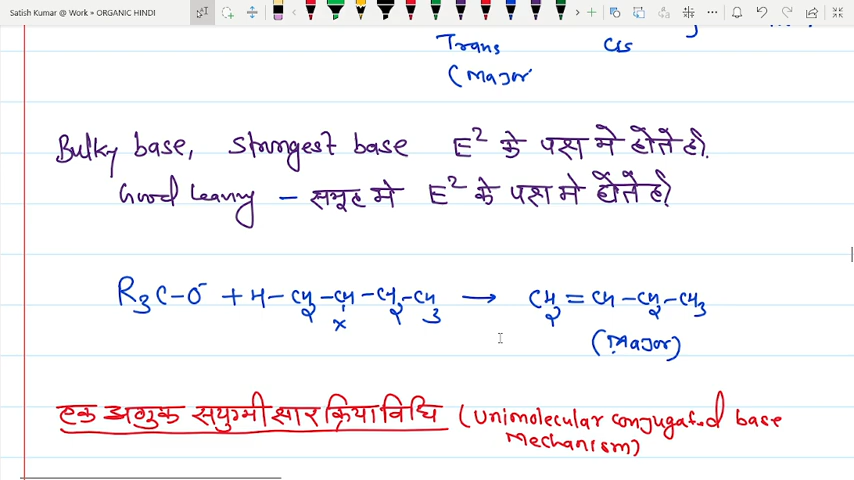 Satish Kumar @ Work » ORGANIC HINDI
Trans Cis
(Major
Bulky base, strongest base E² के पक्ष मे होते है.
Good leaving – समूह मे E² के पक्ष मे होते है
R₃C–O⁻ + H–CH₂–CH–CH₂–CH₃ → CH₂=CH–CH₂–CH₃
x
(Major)
एक अणुक सयुग्मी सार क्रियाविधि (Unimolecular conjugated base
Mechanism)